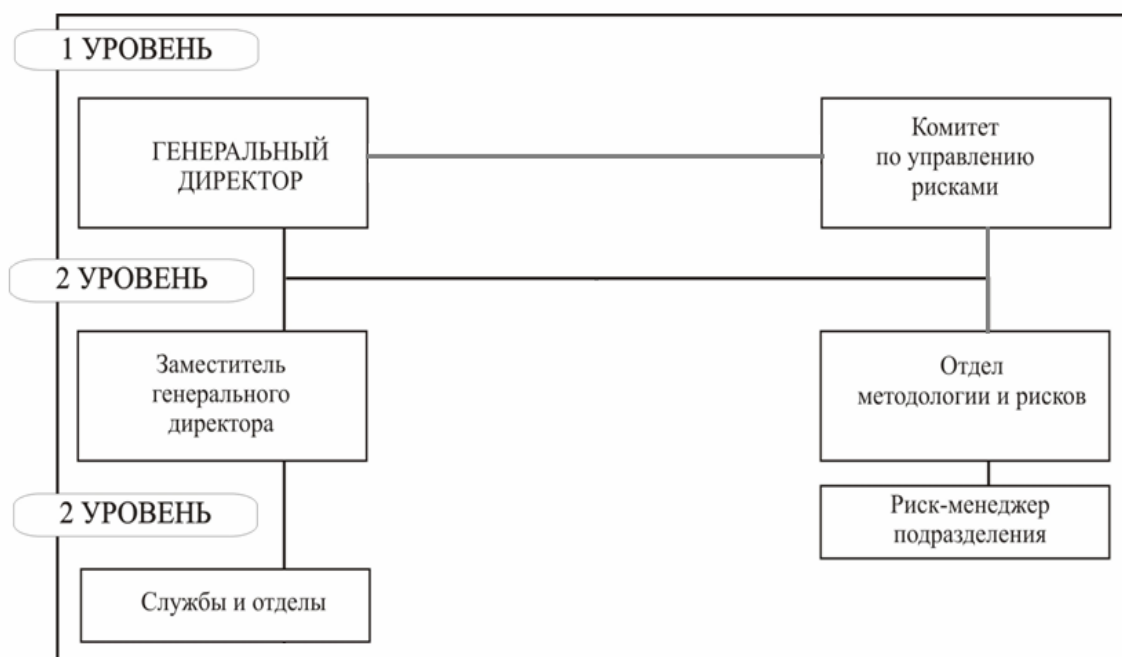 1 УРОВЕНЬ
ГЕНЕРАЛЬНЫЙ
ДИРЕКТОР
Комитет
по управлению
рисками
2 УРОВЕНЬ
Заместитель
генерального
директора
Отдел
методологии и рисков
2 УРОВЕНЬ
Риск-менеджер
подразделения
Службы и отделы